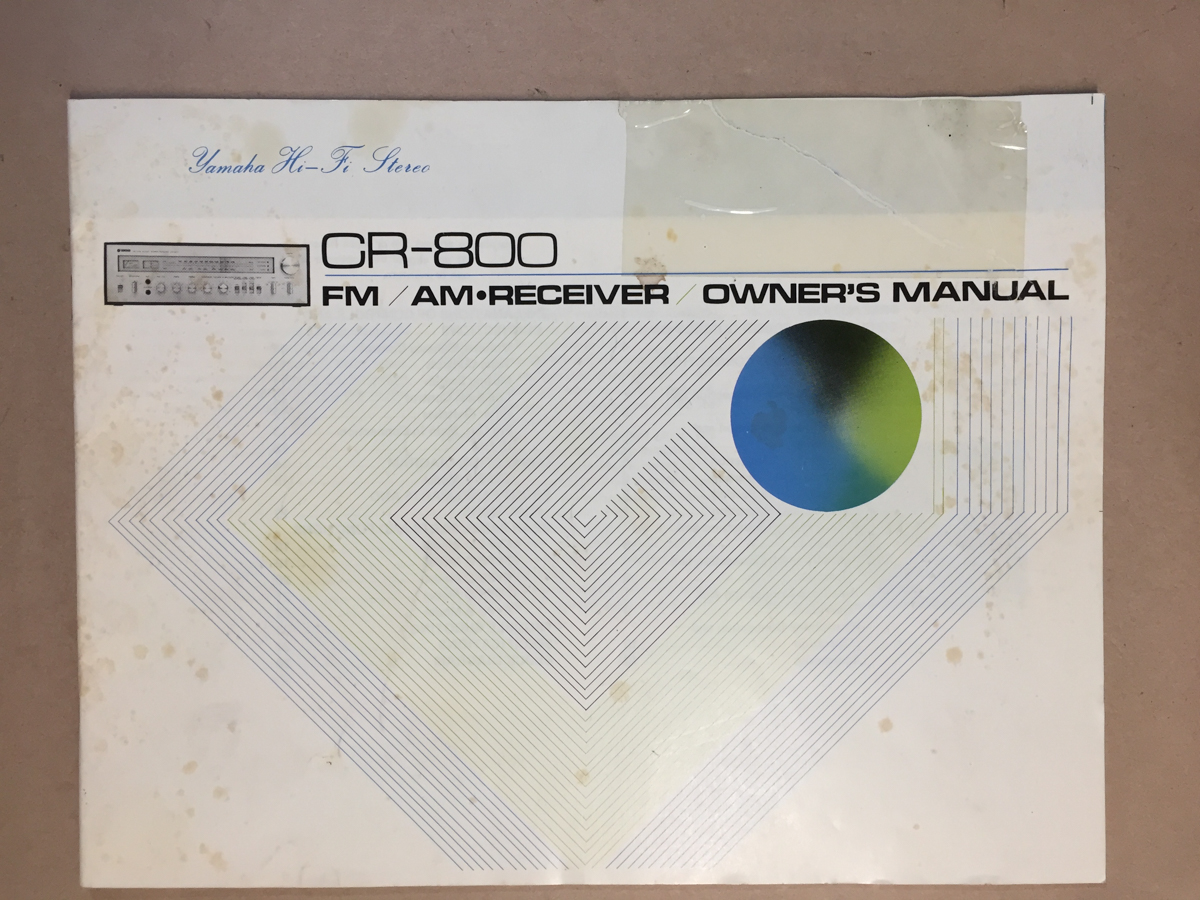 Yamaha Hi-Fi Stereo
CR-800
FM / AM•RECEIVER / OWNER'S MANUAL